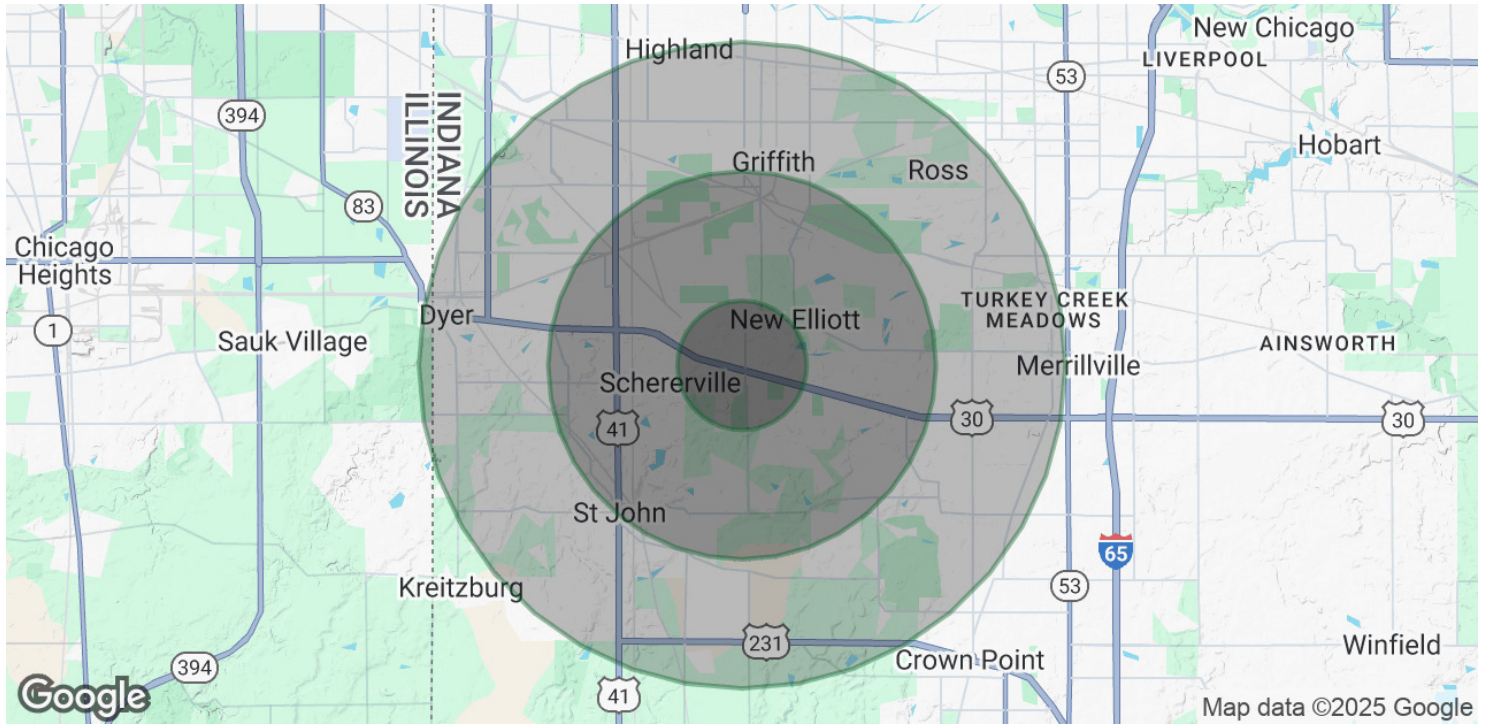 Highland
New Chicago
LIVERPOOL
53
394
INDIANA
ILLINOIS
Hobart
Griffith
Ross
83
Chicago
Heights
TURKEY CREEK
MEADOWS
Dyer
New Elliott
1
Sauk Village
AINSWORTH
Merrillville
Schererville
30
30
41
St John
65
Kreitzburg
53
231
Winfield
Crown Point
394
41
Google
Map data ©2025 Google